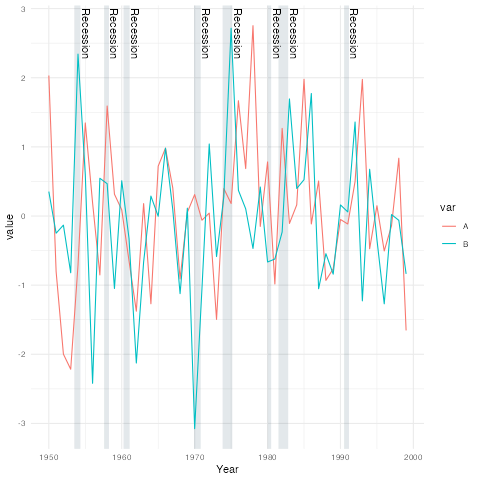 3
2
1
0
-1
-2
-3
value
Recession
Recession
Recession
Recession
Recession
Recession
Recession
Recession
1950
1960
1970
1980
1990
2000
Year
var
A
B